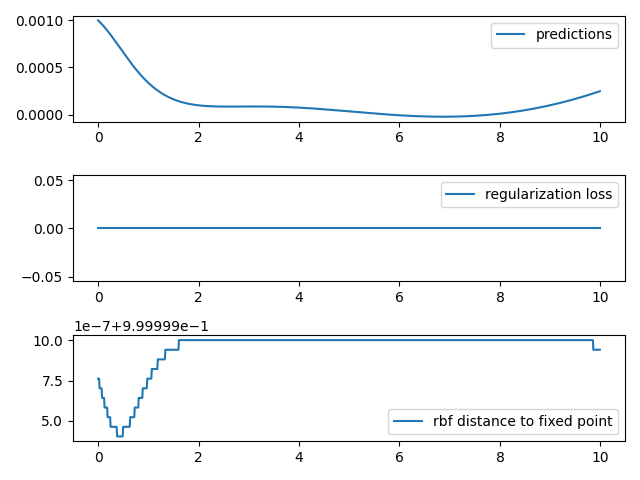 0.0010
0.0005
0.0000
predictions
0 2 4 6 8 10
0.05
0.00
−0.05
regularization loss
0 2 4 6 8 10
1e-7+9.99999e-1
10.0
7.5
5.0
rbf distance to fixed point
0 2 4 6 8 10